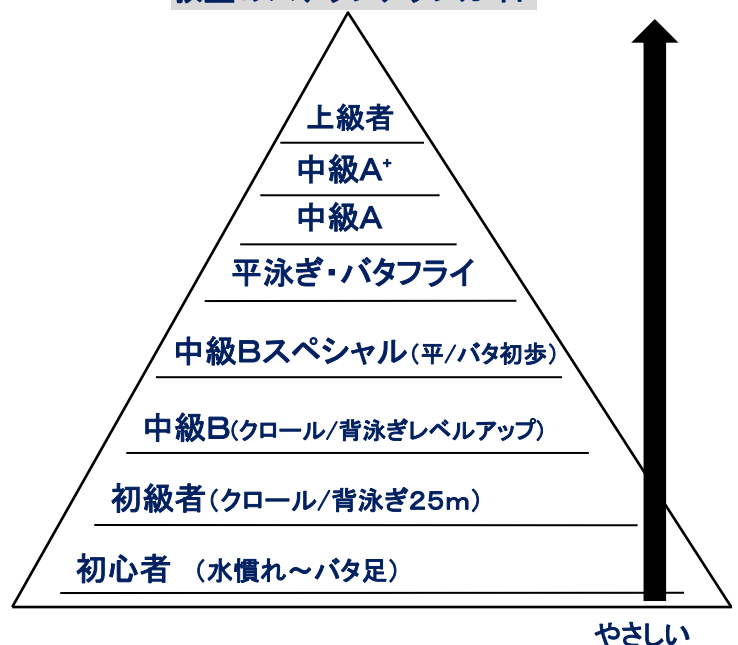 上級者
中級A⁺
中級A
平泳ぎ・バタフライ
中級Bスペシャル(平/バタ初歩)
中級B(クロール/背泳ぎレベルアップ)
初級者(クロール/背泳ぎ25m)
初心者 (水慣れ～バタ足)
やさしい